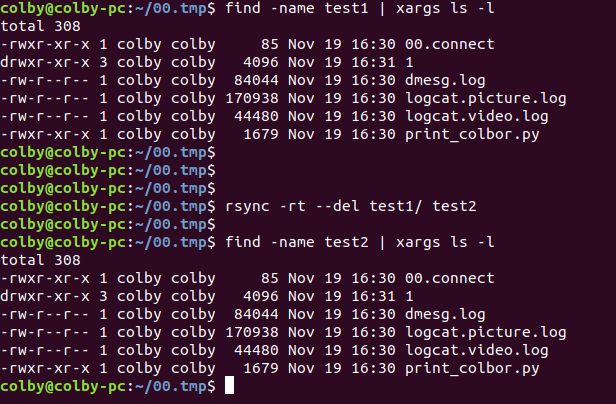 colby@colby-pc:~/00.tmp$ find -name test1 | xargs ls -l
total 308
-rwxr-xr-x 1 colby colby     85 Nov 19 16:30 00.connect
drwxr-xr-x 3 colby colby   4096 Nov 19 16:31 1
-rw-r--r-- 1 colby colby  84044 Nov 19 16:30 dmesg.log
-rw-r--r-- 1 colby colby 170938 Nov 19 16:30 logcat.picture.log
-rw-r--r-- 1 colby colby  44480 Nov 19 16:30 logcat.video.log
-rwxr-xr-x 1 colby colby   1679 Nov 19 16:30 print_colbor.py
colby@colby-pc:~/00.tmp$
colby@colby-pc:~/00.tmp$
colby@colby-pc:~/00.tmp$
colby@colby-pc:~/00.tmp$ rsync -rt --del test1/ test2
colby@colby-pc:~/00.tmp$
colby@colby-pc:~/00.tmp$ find -name test2 | xargs ls -l
total 308
-rwxr-xr-x 1 colby colby     85 Nov 19 16:30 00.connect
drwxr-xr-x 3 colby colby   4096 Nov 19 16:31 1
-rw-r--r-- 1 colby colby  84044 Nov 19 16:30 dmesg.log
-rw-r--r-- 1 colby colby 170938 Nov 19 16:30 logcat.picture.log
-rw-r--r-- 1 colby colby  44480 Nov 19 16:30 logcat.video.log
-rwxr-xr-x 1 colby colby   1679 Nov 19 16:30 print_colbor.py
colby@colby-pc:~/00.tmp$